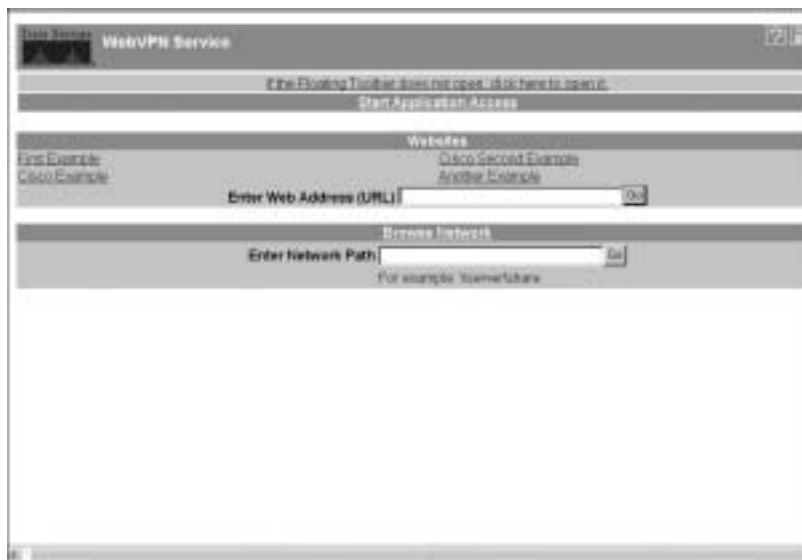 Cisco Systems
WebVPN Service
?
If the Floating Toolbar does not open, click here to open it.
Start Application Access
Websites
First Example
Cisco Second Example
Cisco Example
Another Example
Enter Web Address (URL)
Go
Browse Network
Enter Network Path
Go
For example: \\server\share